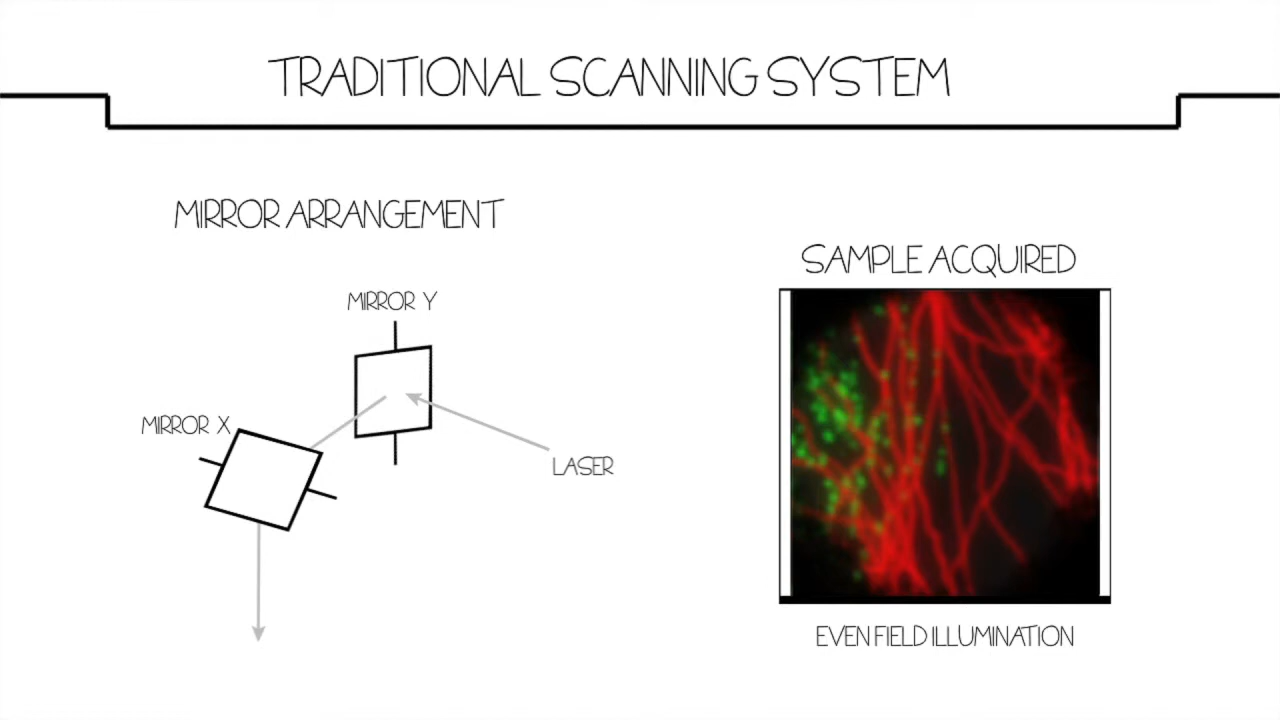 TRADITIONAL SCANNING SYSTEM
MIRROR ARRANGEMENT
SAMPLE ACQUIRED
MIRROR Y
MIRROR X
LASER
EVEN FIELD ILLUMINATION